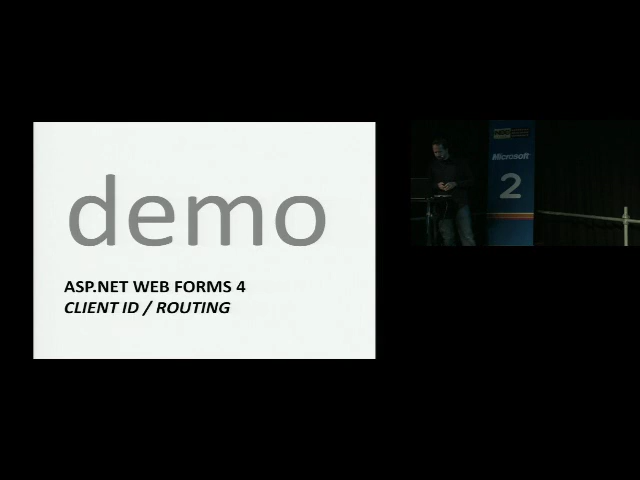 demo
ASP.NET WEB FORMS 4
CLIENT ID / ROUTING
Microsoft
2